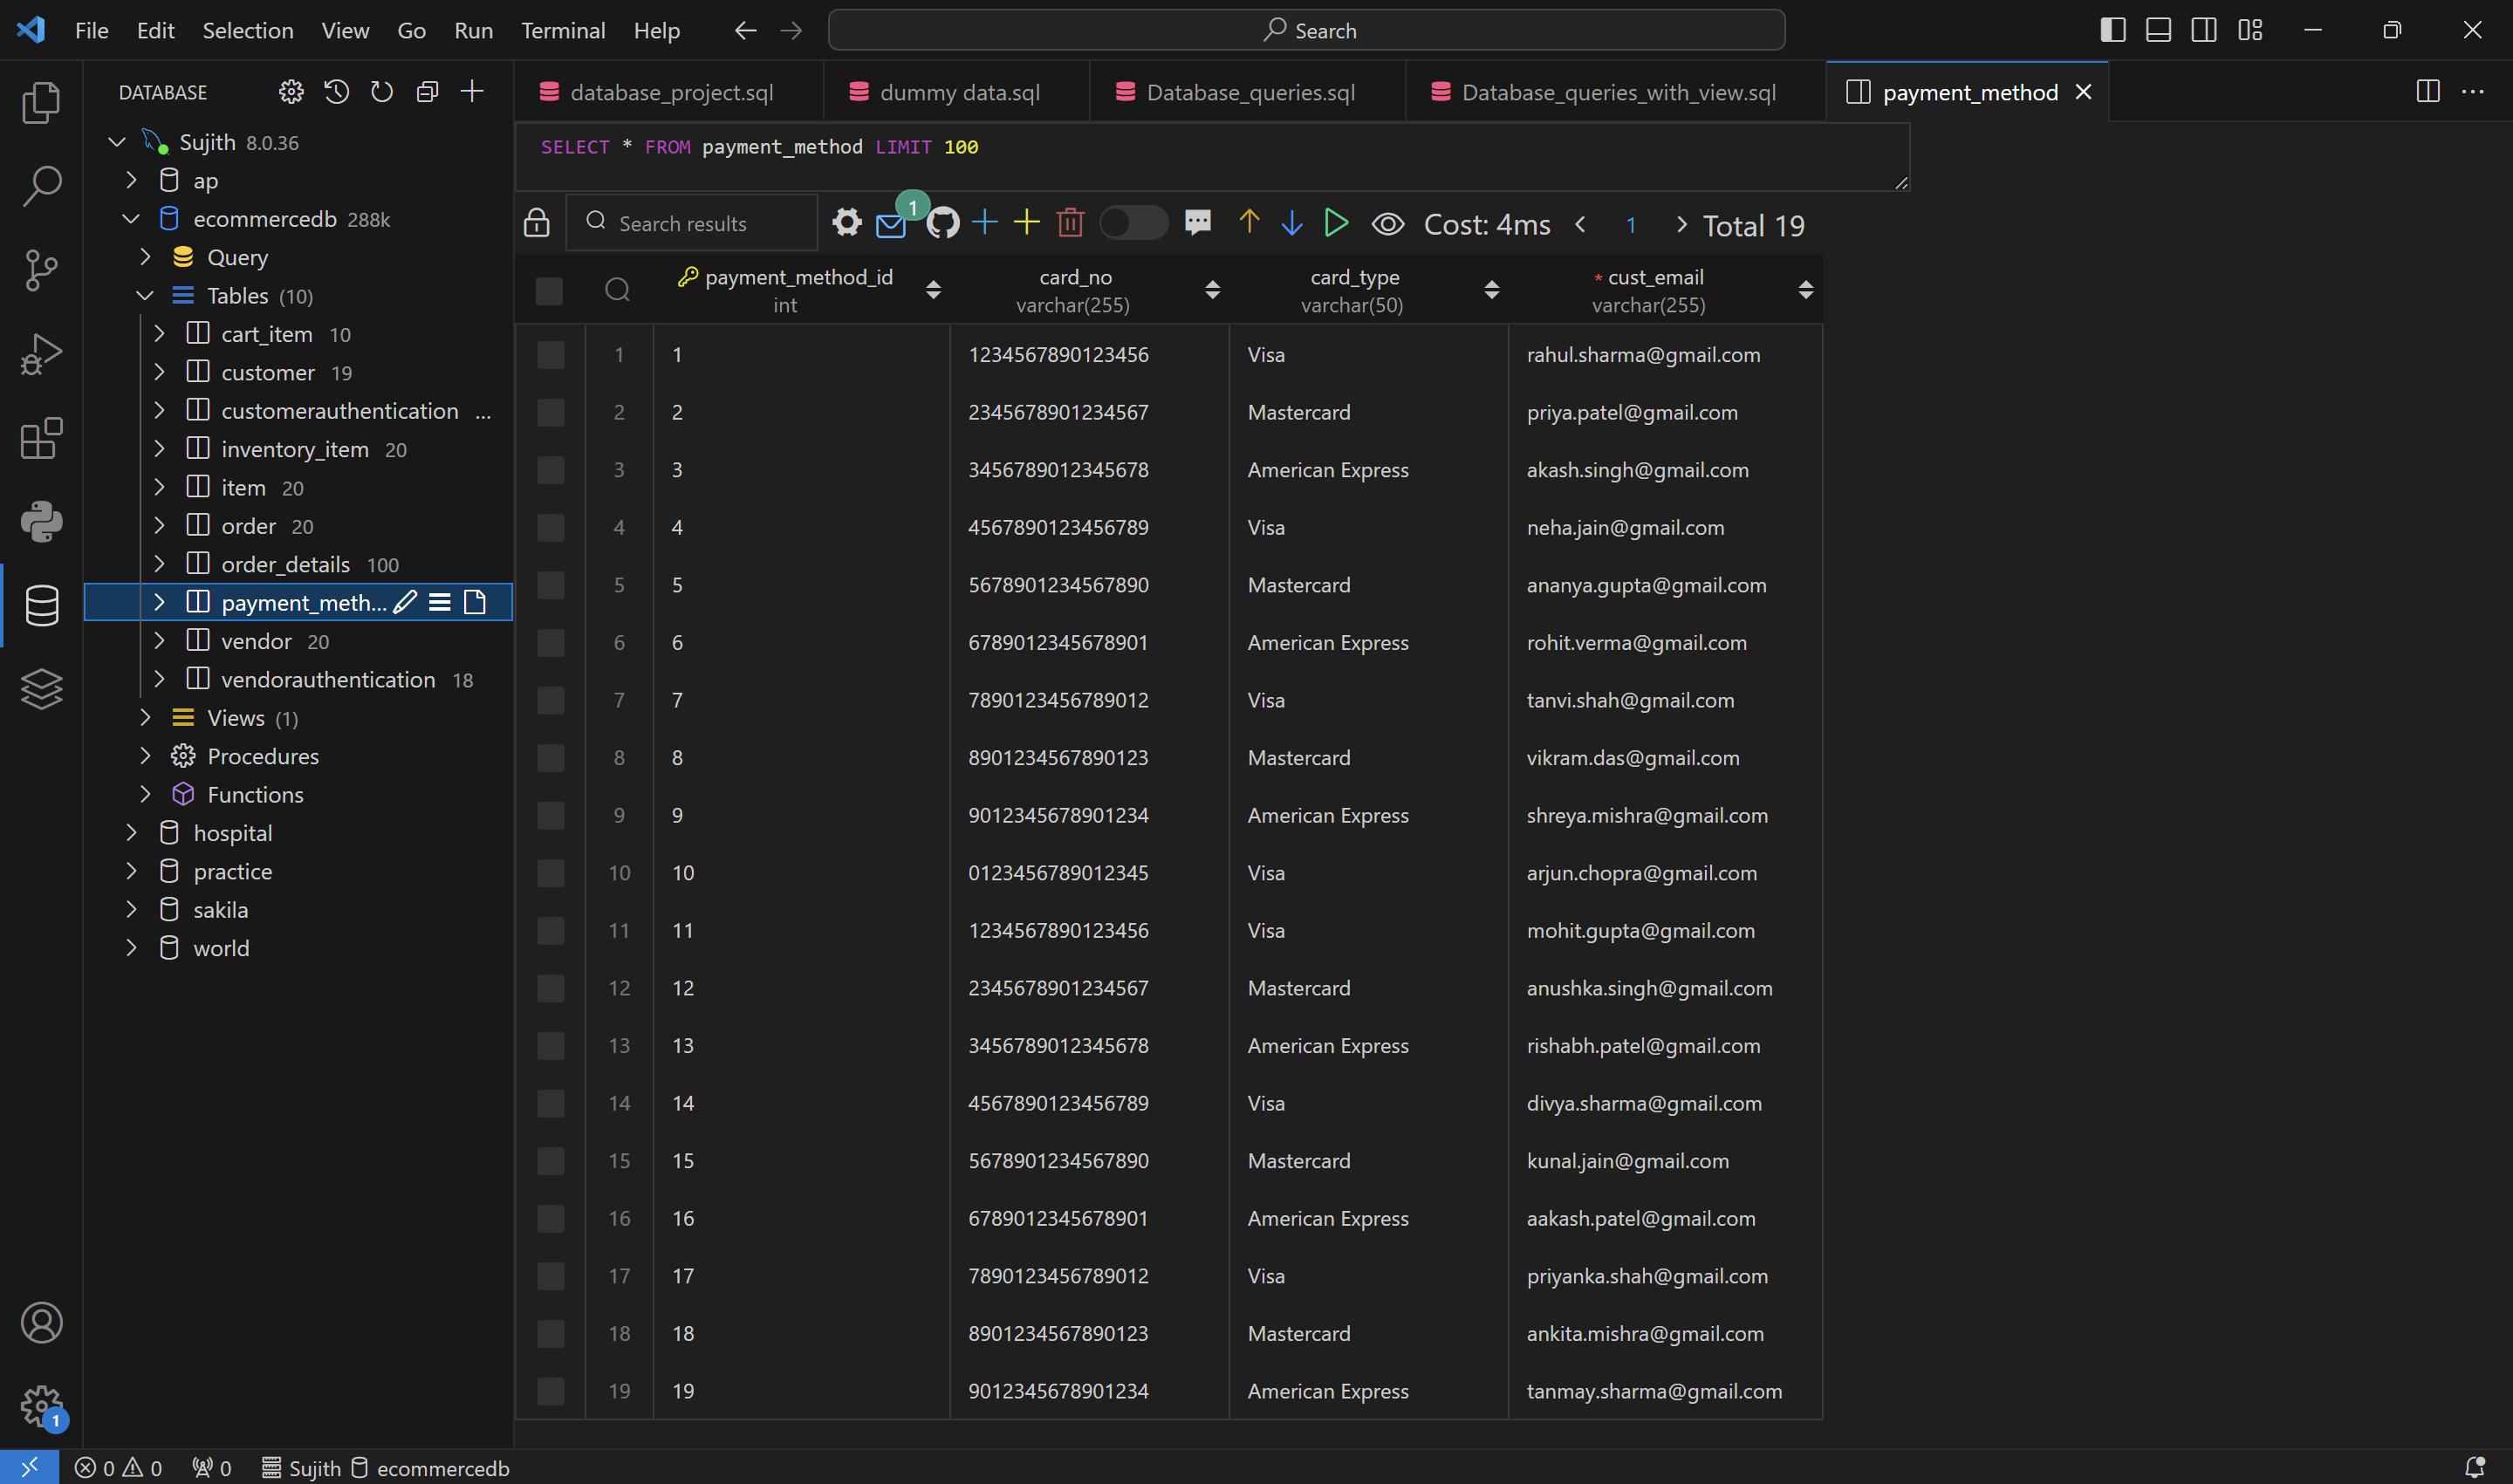 File Edit Selection View Go Run Terminal Help Search
DATABASE
Sujith 8.0.36
ap
ecommercedb 288k
Query
Tables (10)
cart_item 10
customer 19
customerauthentication ...
inventory_item 20
item 20
order 20
order_details 100
payment_meth...
vendor 20
vendorauthentication 18
Views (1)
Procedures
Functions
hospital
practice
sakila
world
1
database_project.sql dummy data.sql Database_queries.sql Database_queries_with_view.sql payment_method
SELECT * FROM payment_method LIMIT 100
Search results 1 Cost: 4ms < 1 > Total 19
payment_method_id card_no card_type * cust_email
int varchar(255) varchar(50) varchar(255)
1 1 1234567890123456 Visa rahul.sharma@gmail.com
2 2 2345678901234567 Mastercard priya.patel@gmail.com
3 3 3456789012345678 American Express akash.singh@gmail.com
4 4 4567890123456789 Visa neha.jain@gmail.com
5 5 5678901234567890 Mastercard ananya.gupta@gmail.com
6 6 6789012345678901 American Express rohit.verma@gmail.com
7 7 7890123456789012 Visa tanvi.shah@gmail.com
8 8 8901234567890123 Mastercard vikram.das@gmail.com
9 9 9012345678901234 American Express shreya.mishra@gmail.com
10 10 0123456789012345 Visa arjun.chopra@gmail.com
11 11 1234567890123456 Visa mohit.gupta@gmail.com
12 12 2345678901234567 Mastercard anushka.singh@gmail.com
13 13 3456789012345678 American Express rishabh.patel@gmail.com
14 14 4567890123456789 Visa divya.sharma@gmail.com
15 15 5678901234567890 Mastercard kunal.jain@gmail.com
16 16 6789012345678901 American Express aakash.patel@gmail.com
17 17 7890123456789012 Visa priyanka.shah@gmail.com
18 18 8901234567890123 Mastercard ankita.mishra@gmail.com
19 19 9012345678901234 American Express tanmay.sharma@gmail.com
0 0 0 Sujith ecommercedb